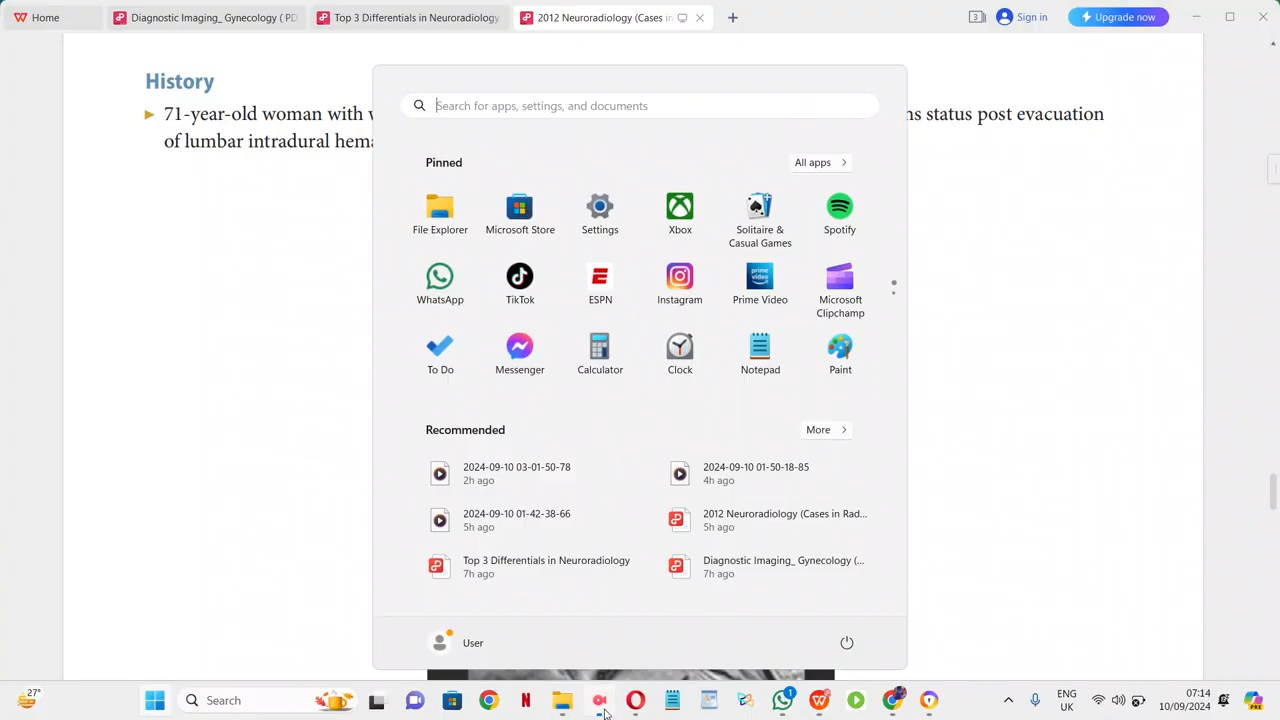 Home
Diagnostic Imaging_ Gynecology ( PD
Top 3 Differentials in Neuroradiology.
2012 Neuroradiology (Cases in
3
Sign in
Upgrade now
History
71-year-old woman with
ns status post evacuation
of lumbar intradural hema
Search for apps, settings, and documents
Pinned
All apps
File Explorer
Microsoft Store
Settings
Xbox
Solitaire &
Casual Games
Spotify
WhatsApp
TikTok
ESPN
Instagram
Prime Video
Microsoft
Clipchamp
To Do
Messenger
Calculator
Clock
Notepad
Paint
Recommended
More
2024-09-10 03-01-50-78
2h ago
2024-09-10 01-50-18-85
4h ago
2024-09-10 01-42-38-66
5h ago
2012 Neuroradiology (Cases in Rad...
5h ago
Top 3 Differentials in Neuroradiology
7h ago
Diagnostic Imaging_ Gynecology (...
7h ago
User
27°
Search
1
ENG
UK
07:14
10/09/2024